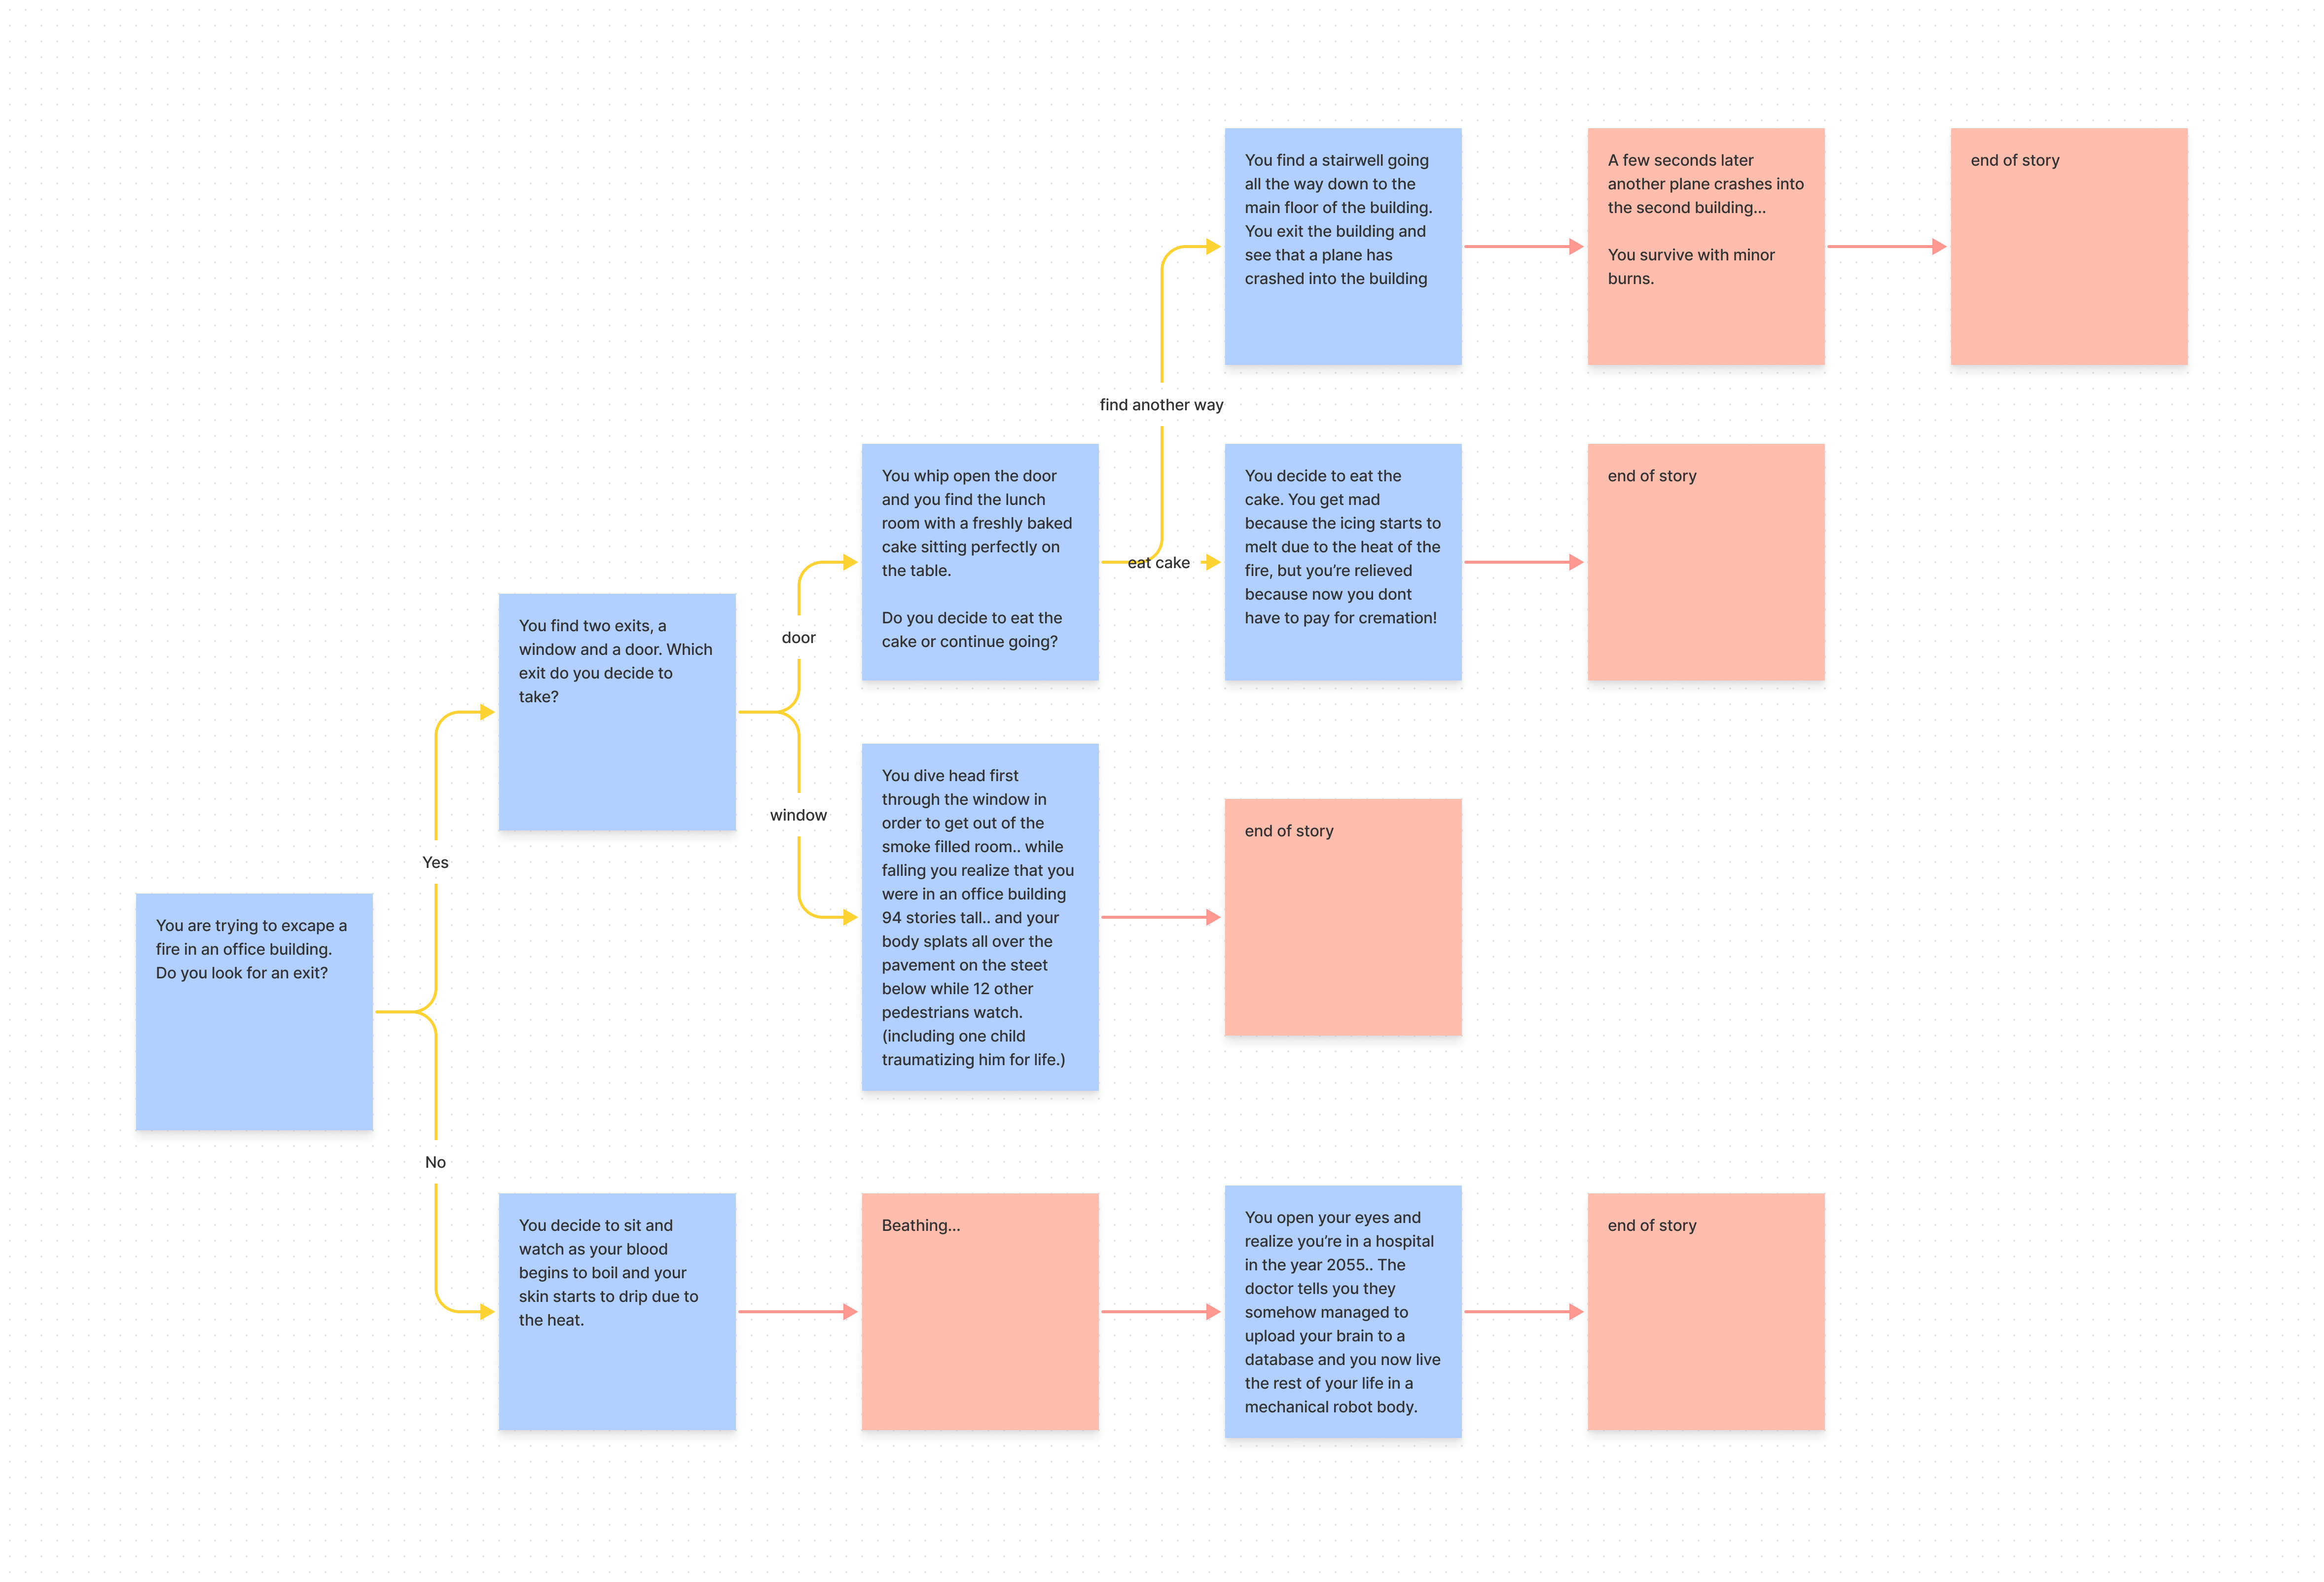 You find a stairwell going
all the way down to the
main floor of the building.
You exit the building and
see that a plane has
crashed into the building
A few seconds later
another plane crashes into
the second building...
You survive with minor
burns.
end of story
find another way
You whip open the door
and you find the lunch
room with a freshly baked
cake sitting perfectly on
the table.
Do you decide to eat the
cake or continue going?
eat cake
You decide to eat the
cake. You get mad
because the icing starts to
melt due to the heat of the
fire, but you’re relieved
because now you dont
have to pay for cremation!
end of story
You find two exits, a
window and a door. Which
exit do you decide to
take?
door
window
You dive head first
through the window in
order to get out of the
smoke filled room.. while
falling you realize that you
were in an office building
94 stories tall.. and your
body splats all over the
pavement on the steet
below while 12 other
pedestrians watch.
(including one child
traumatizing him for life.)
end of story
Yes
You are trying to excape a
fire in an office building.
Do you look for an exit?
No
You decide to sit and
watch as your blood
begins to boil and your
skin starts to drip due to
the heat.
Beathing...
You open your eyes and
realize you’re in a hospital
in the year 2055.. The
doctor tells you they
somehow managed to
upload your brain to a
database and you now live
the rest of your life in a
mechanical robot body.
end of story